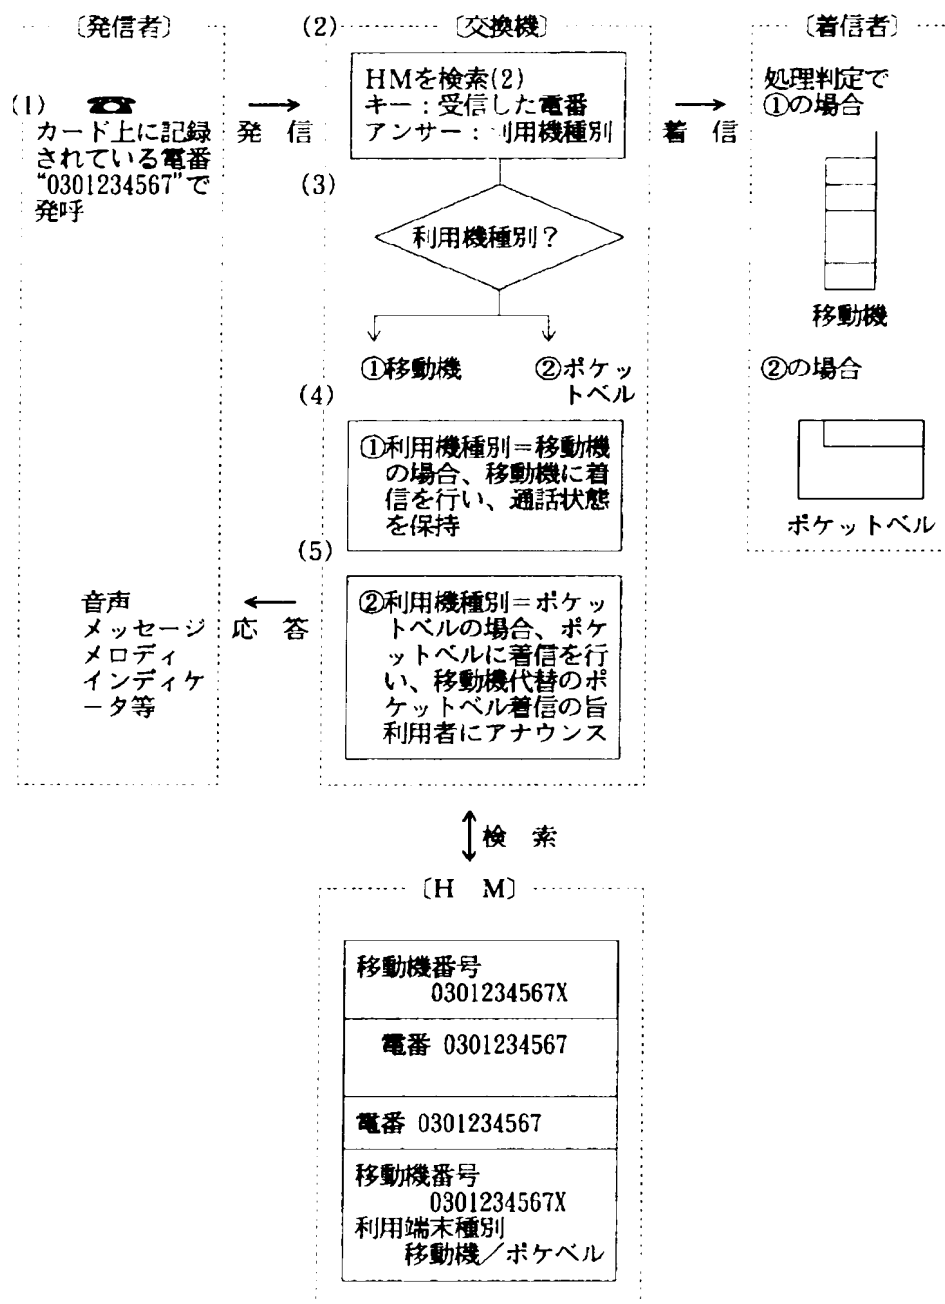 〔発信者〕
(1) ☎
カード上に記録
されている電番
“0301234567”で
発呼
発 信
(2)
〔交換機〕
HMを検索(2)
キー：受信した電番
アンサー：利用機種別
(3)
利用機種別？
①移動機
②ポケッ
トベル
(4)
①利用機種別＝移動機
の場合、移動機に着
信を行い、通話状態
を保持
(5)
②利用機種別＝ポケッ
トベルの場合、ポケ
ットベルに着信を行
い、移動機代替のポ
ケットベル着信の旨
利用者にアナウンス
着 信
〔着信者〕
処理判定で
①の場合
移動機
②の場合
ポケットベル
応 答
音声
メッセージ
メロディ
インディケ
ータ等
検 索
〔H M〕
移動機番号
0301234567X
電番 0301234567
電番 0301234567
移動機番号
0301234567X
利用端末種別
移動機／ポケベル